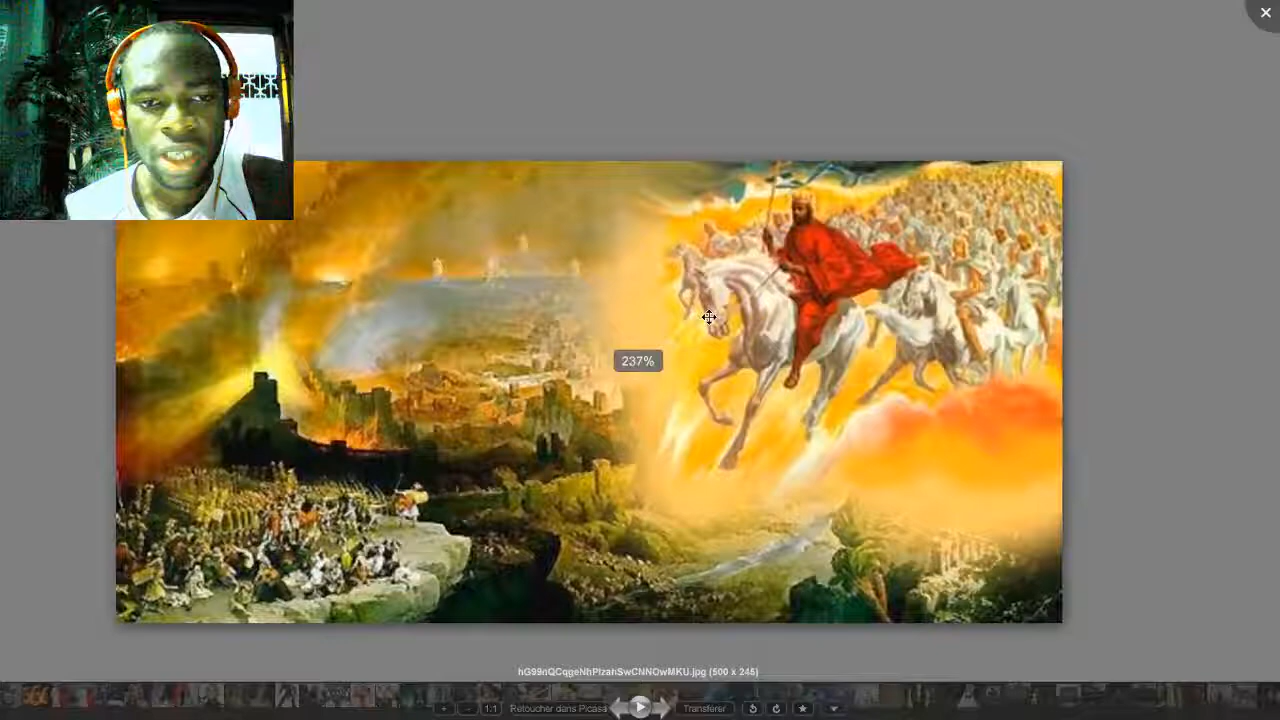 237%
hG99nQCqgeNhPlzahSwCNNOwMKU.jpg (500 x 245)
1:1
Retoucher dans Picasa
Transférer